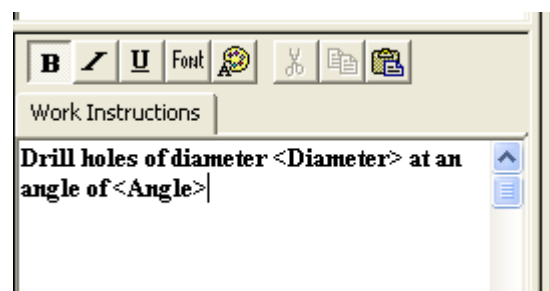 B I U Font A
Work Instructions
Drill holes of diameter <Diameter> at an
angle of <Angle>